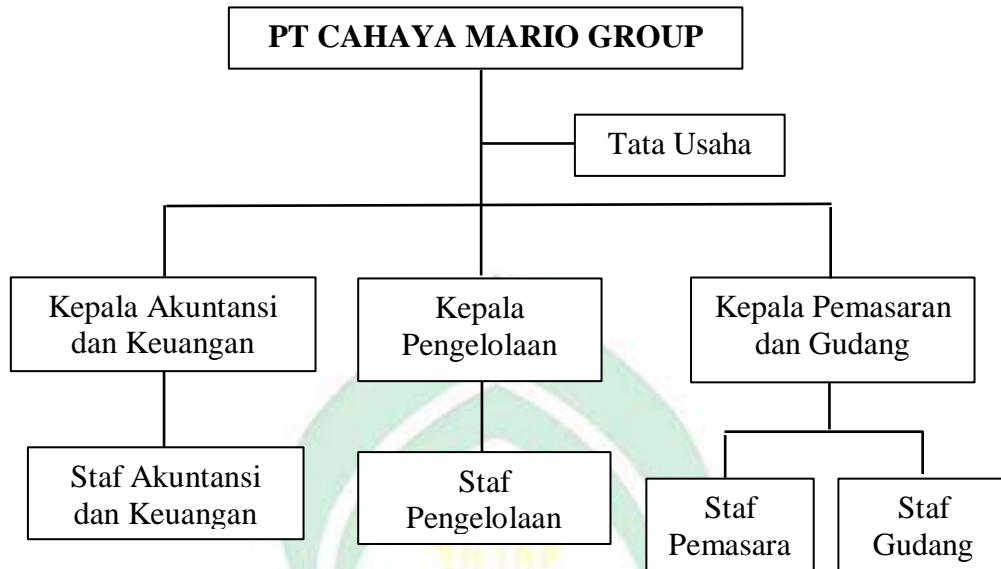 PT CAHAYA MARIO GROUP
Tata Usaha
Kepala Akuntansi
dan Keuangan
Kepala
Pengelolaan
Kepala Pemasaran
dan Gudang
Staf Akuntansi
dan Keuangan
Staf
Pengelolaan
Staf
Pemasara
Staf
Gudang